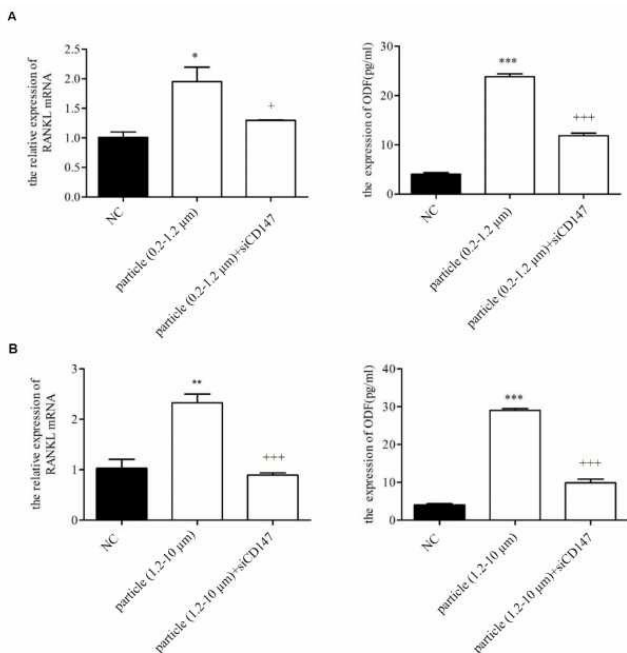 A
the relative expression of
RANKL mRNA
2.5
2.0
1.5
1.0
0.5
0.0
*
+
NC
particle (0.2-1.2 μm)
particle (0.2-1.2 μm)+siCD147
the expression of ODF(pg/ml)
30
20
10
0
***
+++
NC
particle (0.2-1.2 μm)
particle (0.2-1.2 μm)+siCD147
B
the relative expression of
RANKL mRNA
3
2
1
0
**
+++
NC
particle (1.2-10 μm)
particle (1.2-10 μm)+siCD147
the expression of ODF(pg/ml)
40
30
20
10
0
***
+++
NC
particle (1.2-10 μm)
particle (1.2-10 μm)+siCD147